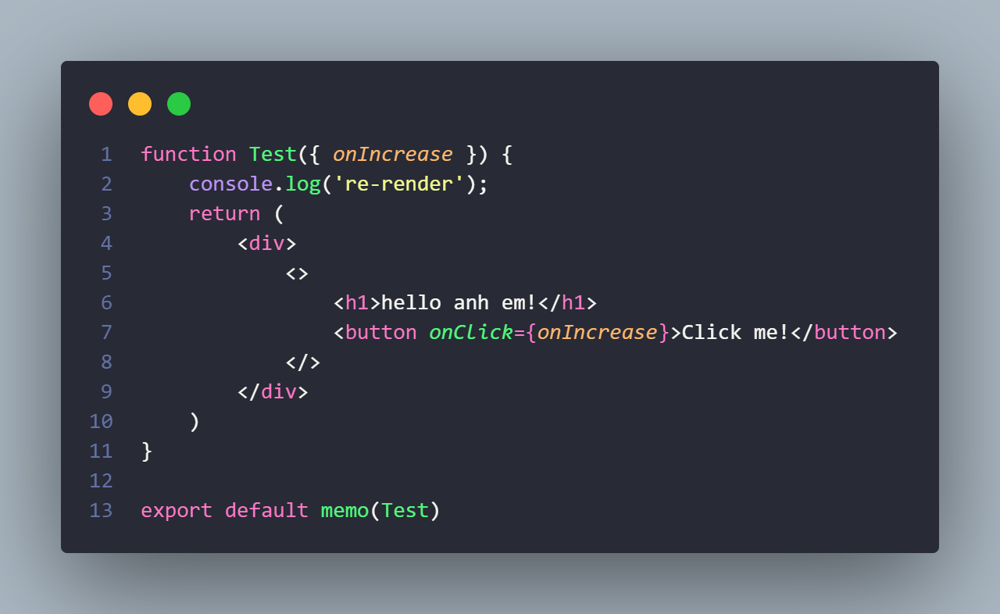 1 function Test({ onIncrease }) {
2     console.log('re-render');
3     return (
4         <div>
5             <>
6                 <h1>hello anh em!</h1>
7                 <button onClick={onIncrease}>Click me!</button>
8             </>
9         </div>
10     )
11 }
12
13 export default memo(Test)